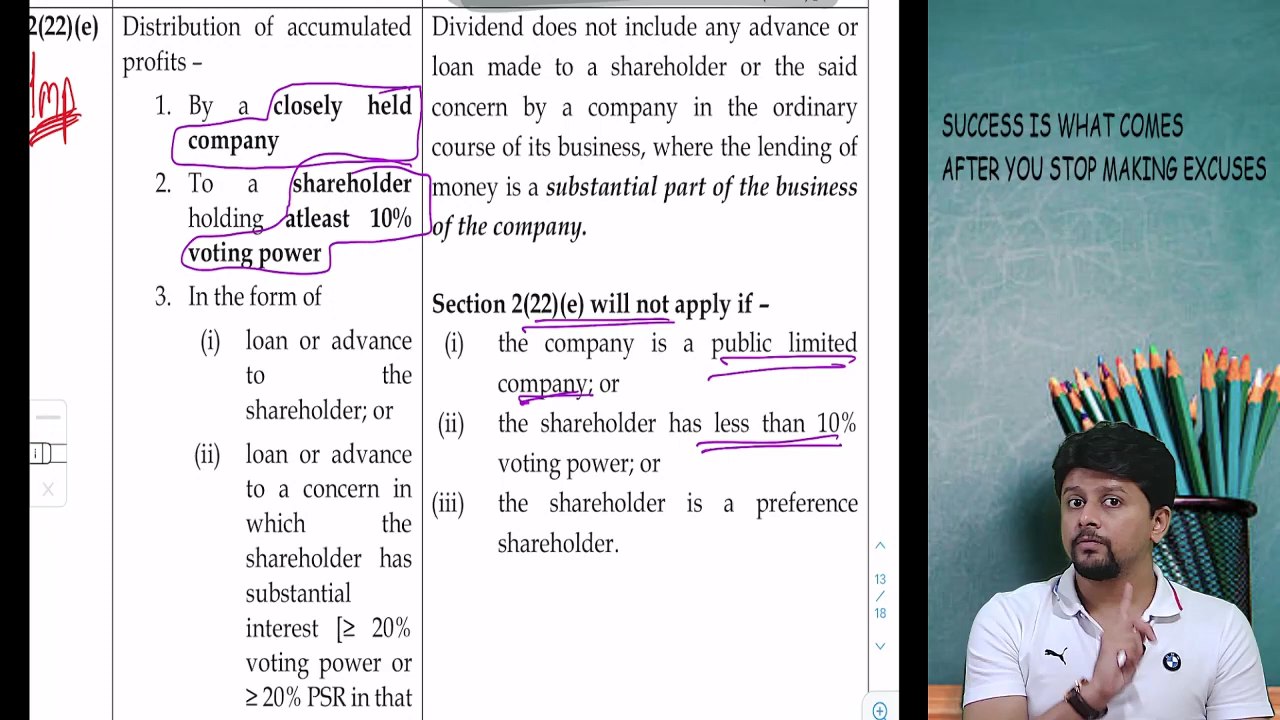 2(22)(e)
Imp
Distribution of accumulated
profits –
1. By a closely held
company
2. To a shareholder
holding atleast 10%
voting power
3. In the form of
(i) loan or advance
to the
shareholder; or
(ii) loan or advance
to a concern in
which the
shareholder has
substantial
interest [≥ 20%
voting power or
≥ 20% PSR in that
Dividend does not include any advance or
loan made to a shareholder or the said
concern by a company in the ordinary
course of its business, where the lending of
money is a substantial part of the business
of the company.
Section 2(22)(e) will not apply if –
(i) the company is a public limited
company; or
(ii) the shareholder has less than 10%
voting power; or
(iii) the shareholder is a preference
shareholder.
13
/
18
SUCCESS IS WHAT COMES
AFTER YOU STOP MAKING EXCUSES
PUMA
BMW